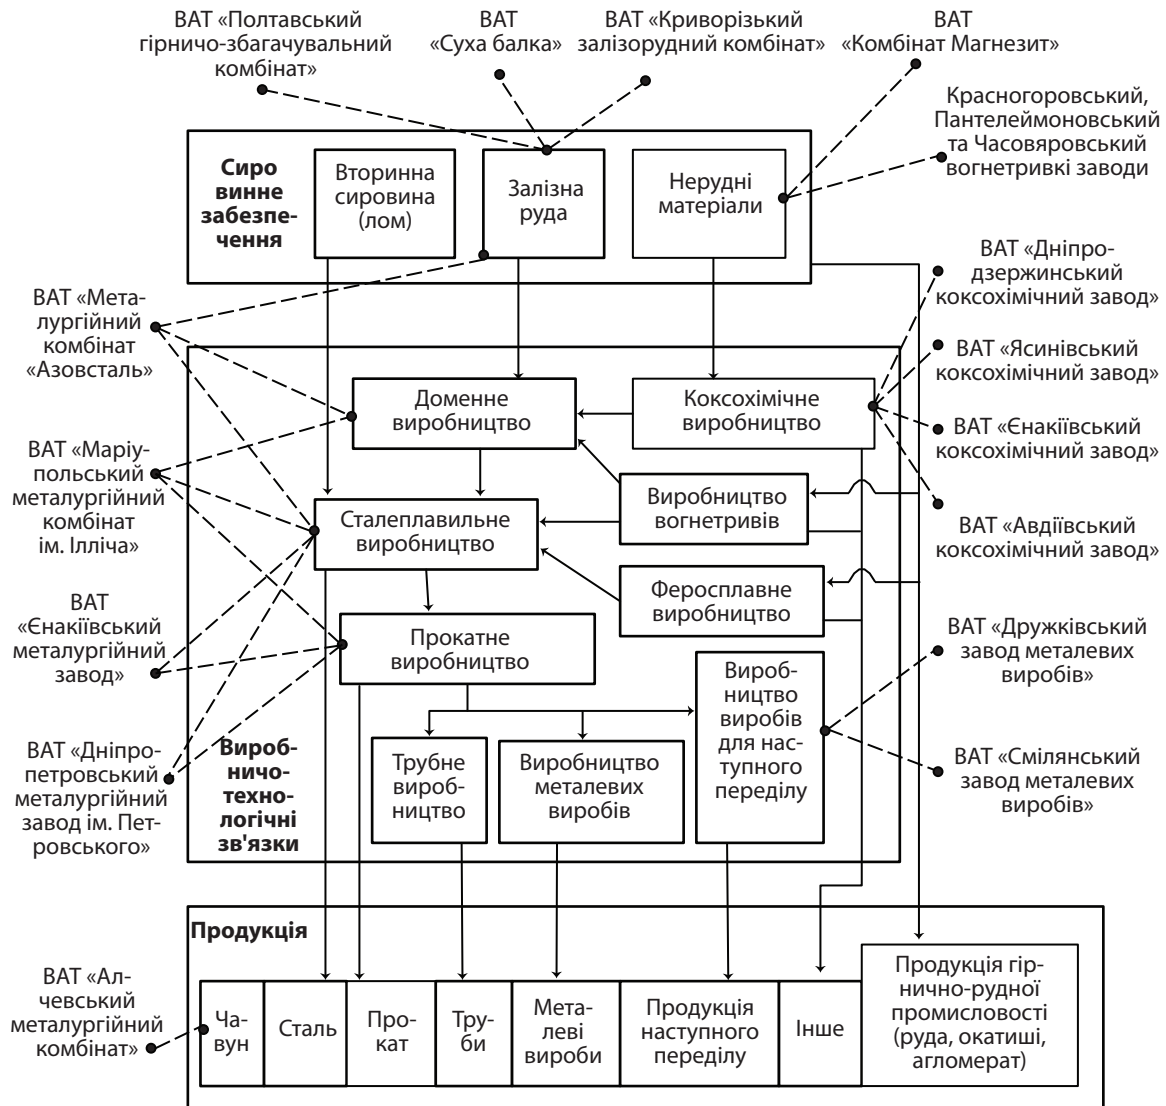 ВАТ «Полтавський
гірничо-збагачувальний
комбінат»
ВАТ
«Суха балка»
ВАТ «Криворізький
залізорудний комбінат»
ВАТ
«Комбінат Магнезит»
Красногоровський,
Пантелеймоновський
та Часовяровський
вогнетривкі заводи
Сиро
винне
забезпе-
чення
Вторинна
сировина
(лом)
Залізна
руда
Нерудні
матеріали
ВАТ «Мета-
лургійний
комбінат
«Азовсталь»
ВАТ «Дніпро-
дзержинський
коксохімічний завод»
ВАТ «Ясинівський
коксохімічний завод»
ВАТ «Єнакіївський
коксохімічний завод»
ВАТ «Авдіївський
коксохімічний завод»
Доменне
виробництво
Коксохімічне
виробництво
ВАТ «Маріу-
польський
металургійний
комбінат
ім. Ілліча»
Виробництво
вогнетривів
Сталеплавильне
виробництво
Феросплавне
виробництво
ВАТ
«Єнакіївський
металургійний
завод»
Прокатне
виробництво
ВАТ «Дружківський
завод металевих
виробів»
Вироб-
ництво
виробів
для нас-
тупного
переділу
ВАТ «Смілянський
завод металевих
виробів»
ВАТ «Дніпро-
петровський
металургійний
завод ім. Пет-
ровського»
Вироб-
ничо-
техно-
логічні
зв'язки
Трубне
вироб-
ництво
Виробництво
металевих
виробів
Продукція
ВАТ «Ал-
чевський
металургійний
комбінат»
Ча-
вун
Сталь
Про-
кат
Тру-
би
Мета-
леві
вироби
Продукція
наступного
переділу
Інше
Продукція гір-
нично-рудної
промисловості
(руда, окатиші,
агломерат)